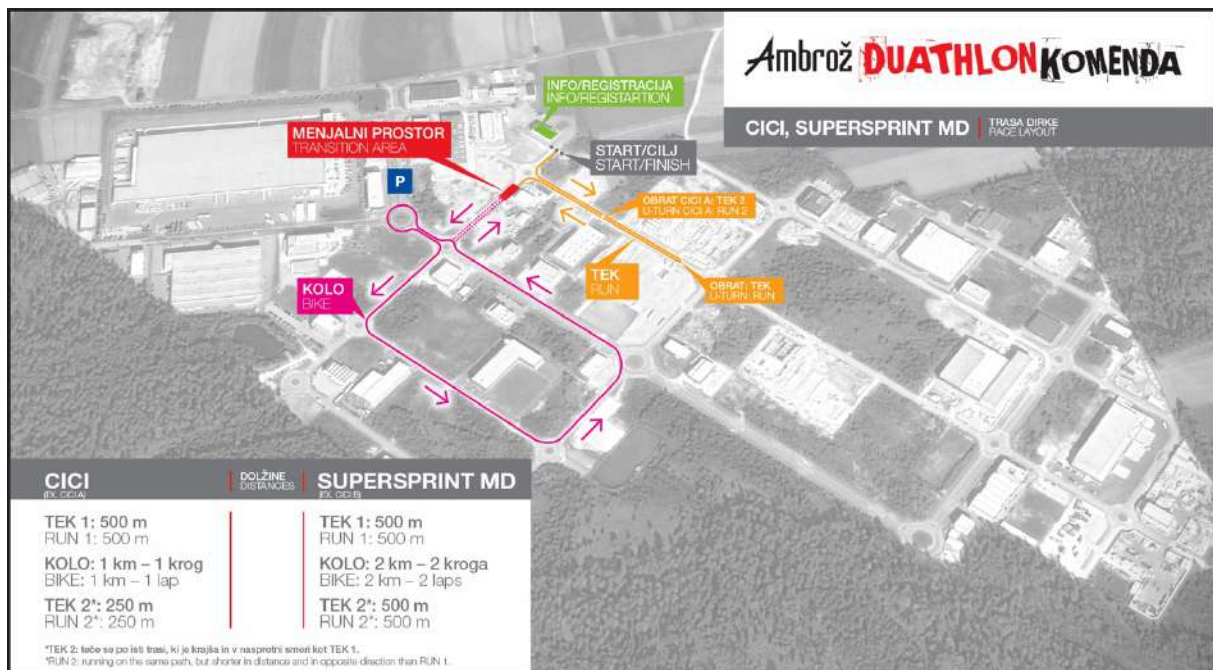 Ambrož DUATHLON KOMENDA
CICI, SUPERSPRINT MD
TRASA DIRKE
RACE LAYOUT
INFO/REGISTRACIJA
INFO/REGISTARTION
MENJALNI PROSTOR
TRANSITION AREA
START/CILJ
START/FINISH
P
OBRAT CICI A: TEK 2
U-TURN CICI A: RUN 2
TEK
RUN
OBRAT: TEK
U-TURN: RUN
KOLO
BIKE
CICI
(EX. CICI A)
DOLŽINE
DISTANCES
SUPERSPRINT MD
(EX. CICI B)
TEK 1: 500 m
RUN 1: 500 m
KOLO: 1 km – 1 krog
BIKE: 1 km – 1 lap
TEK 2*: 250 m
RUN 2*: 250 m
TEK 1: 500 m
RUN 1: 500 m
KOLO: 2 km – 2 kroga
BIKE: 2 km – 2 laps
TEK 2*: 500 m
RUN 2*: 500 m
*TEK 2: teče se po isti trasi, ki je krajša in v nasprotni smeri kot TEK 1.
*RUN 2: running on the same path, but shorter in distance and in opposite direction than RUN 1.